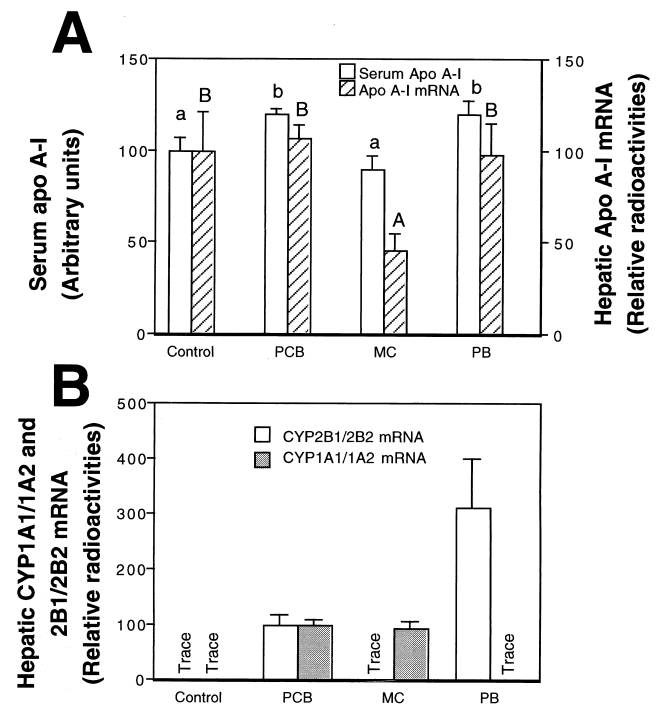 A
Serum apo A-I
(Arbitrary units)
150
100
50
0
Serum Apo A-I
Apo A-I mRNA
a
B
b
B
a
A
b
B
150
100
50
0
Hepatic Apo A-I mRNA
(Relative radioactivities)
Control
PCB
MC
PB
B
Hepatic CYP1A1/1A2 and
2B1/2B2 mRNA
(Relative radioactivities)
500
400
300
200
100
0
CYP2B1/2B2 mRNA
CYP1A1/1A2 mRNA
Trace
Trace
Trace
Trace
Control
PCB
MC
PB